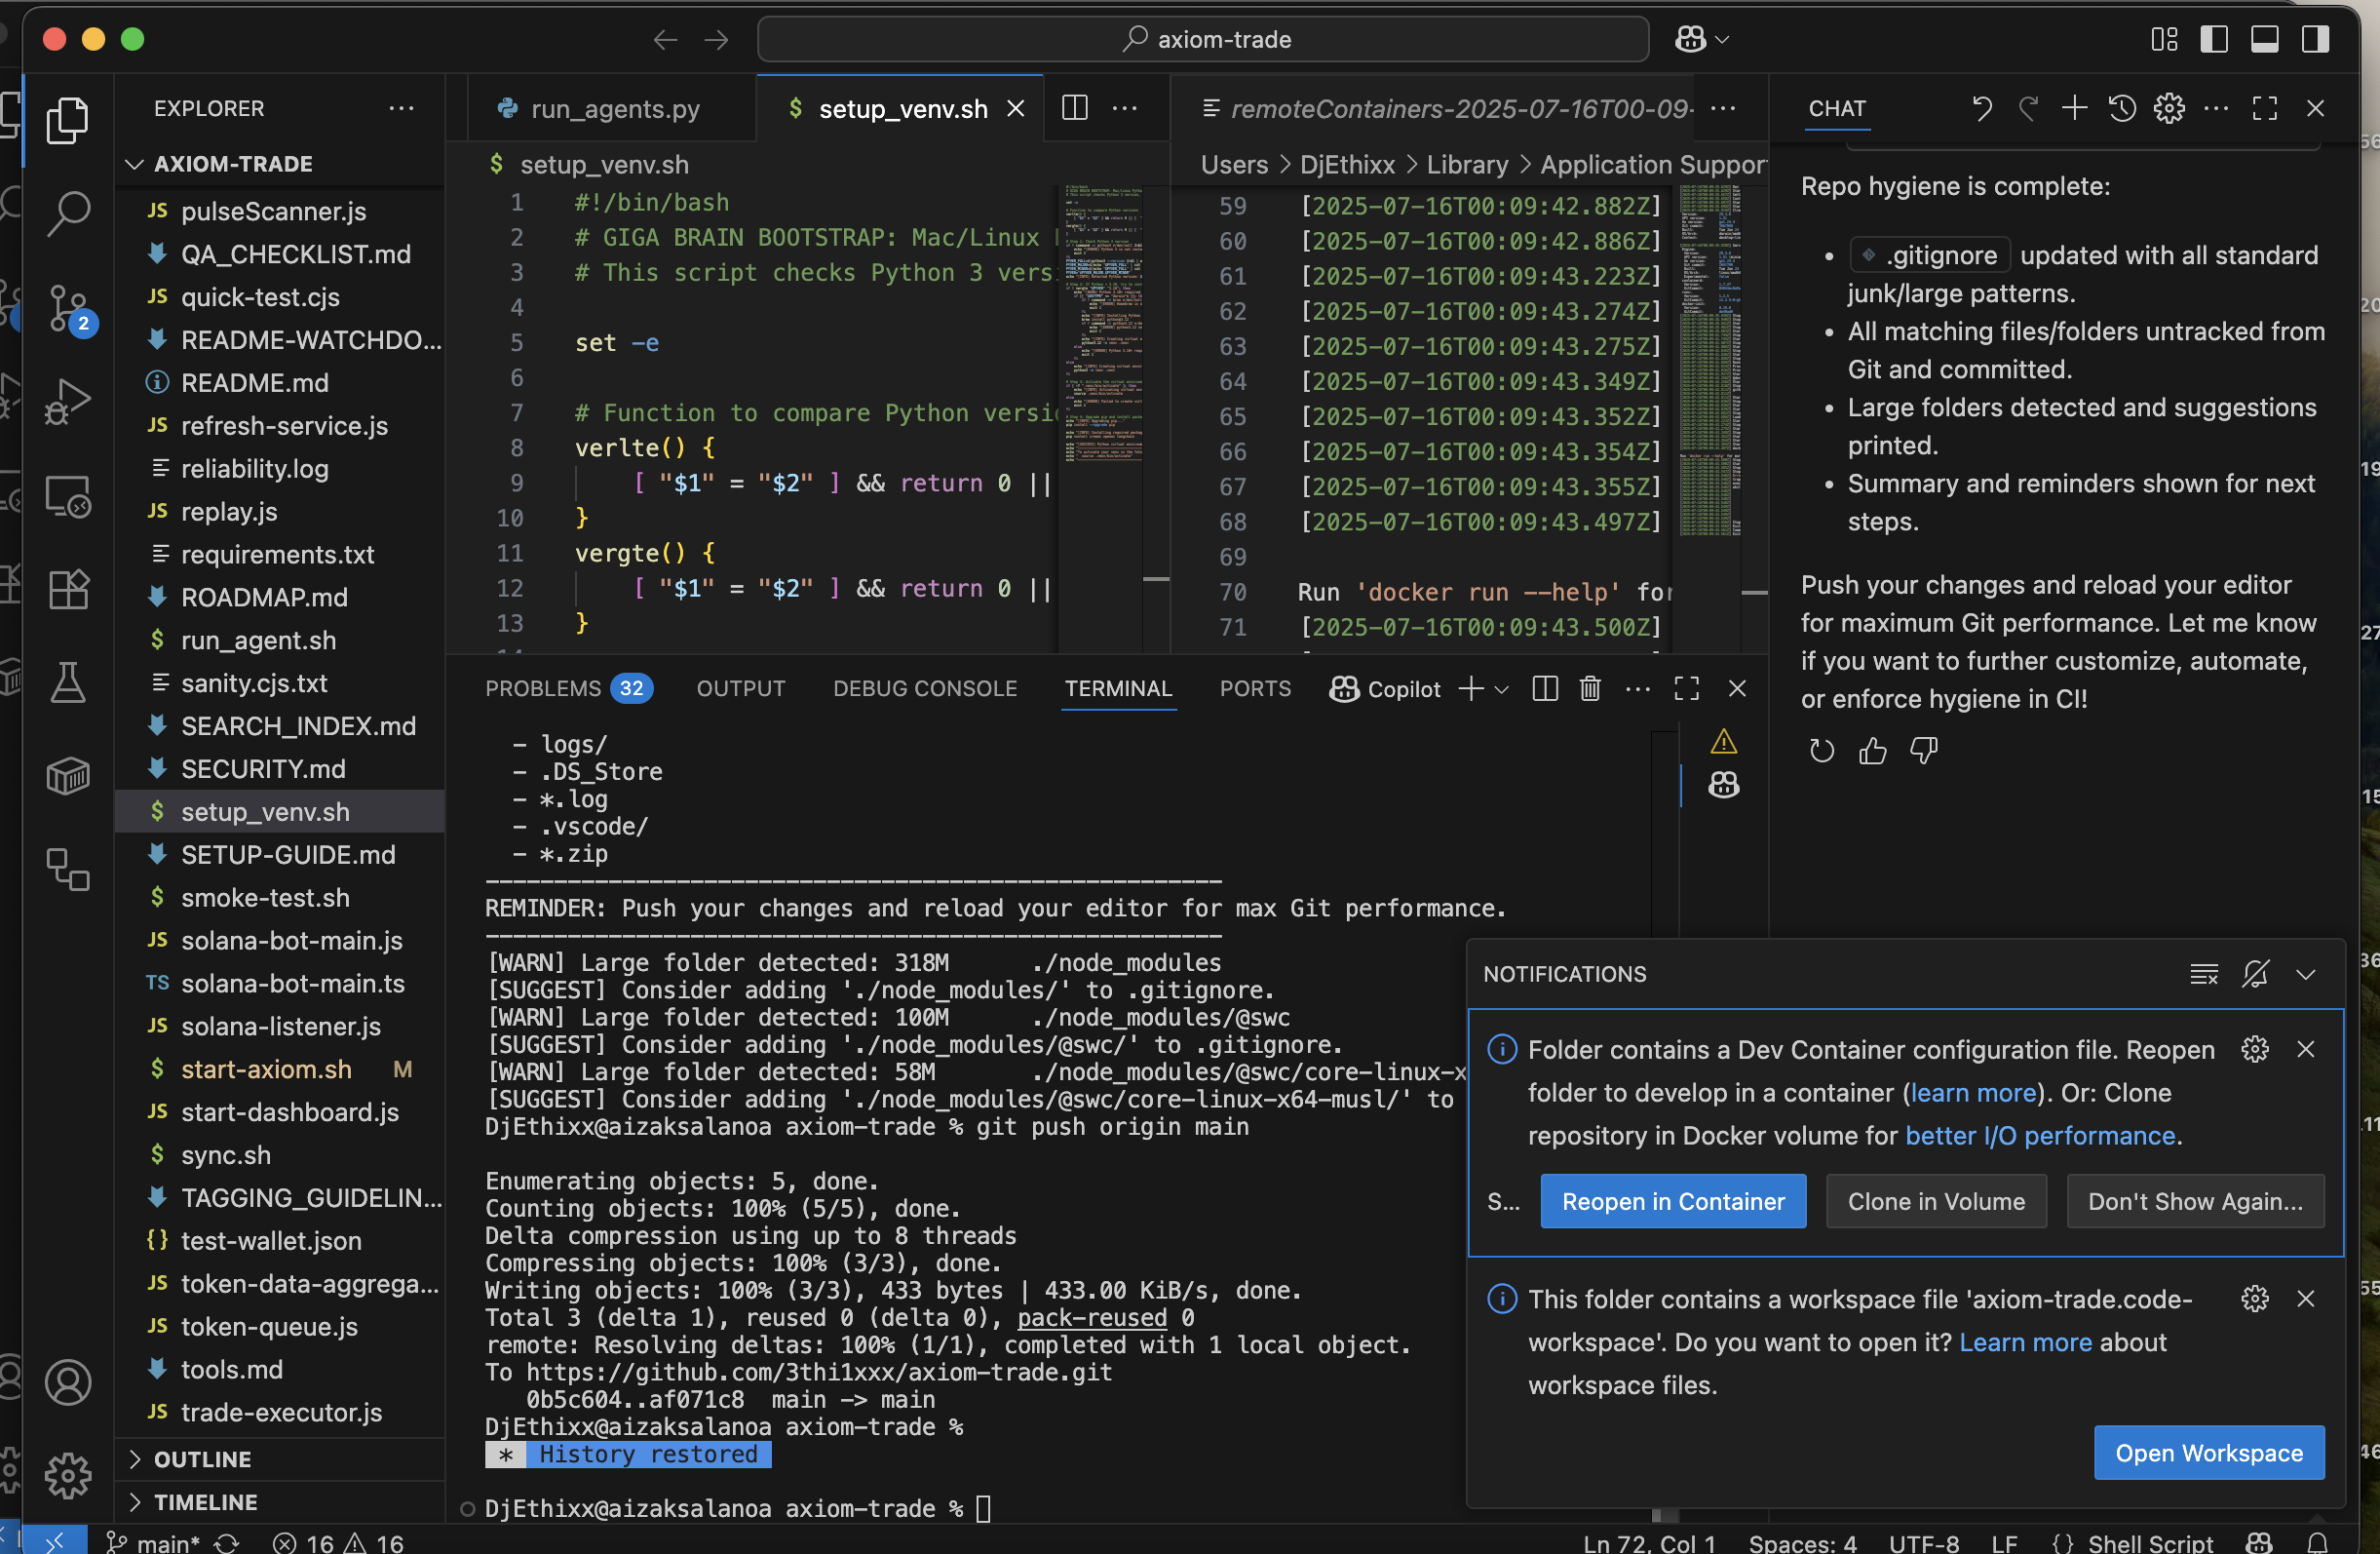 axiom-trade
EXPLORER
AXIOM-TRADE
JS pulseScanner.js
QA_CHECKLIST.md
JS quick-test.cjs
README-WATCHDO...
README.md
JS refresh-service.js
reliability.log
JS replay.js
requirements.txt
ROADMAP.md
$ run_agent.sh
sanity.cjs.txt
SEARCH_INDEX.md
SECURITY.md
$ setup_venv.sh
SETUP-GUIDE.md
$ smoke-test.sh
JS solana-bot-main.js
TS solana-bot-main.ts
JS solana-listener.js
$ start-axiom.sh M
JS start-dashboard.js
$ sync.sh
TAGGING_GUIDELIN...
{} test-wallet.json
JS token-data-aggrega...
JS token-queue.js
tools.md
JS trade-executor.js
OUTLINE
TIMELINE
2
run_agents.py
$ setup_venv.sh
$ setup_venv.sh
1 #!/bin/bash
2 # GIGA BRAIN BOOTSTRAP: Mac/Linux
3 # This script checks Python 3 versi
4
5 set -e
6
7 # Function to compare Python versio
8 verlte() {
9 [ "$1" = "$2" ] && return 0 ||
10 }
11 vergte() {
12 [ "$1" = "$2" ] && return 0 ||
13 }
remoteContainers-2025-07-16T00-09-
Users > DjEthixx > Library > Application Support
59 [2025-07-16T00:09:42.882Z]
60 [2025-07-16T00:09:42.886Z]
61 [2025-07-16T00:09:43.223Z]
62 [2025-07-16T00:09:43.274Z]
63 [2025-07-16T00:09:43.275Z]
64 [2025-07-16T00:09:43.349Z]
65 [2025-07-16T00:09:43.352Z]
66 [2025-07-16T00:09:43.354Z]
67 [2025-07-16T00:09:43.355Z]
68 [2025-07-16T00:09:43.497Z]
69
70 Run 'docker run --help' for
71 [2025-07-16T00:09:43.500Z]
PROBLEMS 32 OUTPUT DEBUG CONSOLE TERMINAL PORTS Copilot
- logs/
- .DS_Store
- *.log
- .vscode/
- *.zip
------------------------------------------------------
REMINDER: Push your changes and reload your editor for max Git performance.
------------------------------------------------------
[WARN] Large folder detected: 318M ./node_modules
[SUGGEST] Consider adding './node_modules/' to .gitignore.
[WARN] Large folder detected: 100M ./node_modules/@swc
[SUGGEST] Consider adding './node_modules/@swc/' to .gitignore.
[WARN] Large folder detected: 58M ./node_modules/@swc/core-linux-x
[SUGGEST] Consider adding './node_modules/@swc/core-linux-x64-musl/' to
DjEthixx@aizaksalanoa axiom-trade % git push origin main
Enumerating objects: 5, done.
Counting objects: 100% (5/5), done.
Delta compression using up to 8 threads
Compressing objects: 100% (3/3), done.
Writing objects: 100% (3/3), 433 bytes | 433.00 KiB/s, done.
Total 3 (delta 1), reused 0 (delta 0), pack-reused 0
remote: Resolving deltas: 100% (1/1), completed with 1 local object.
To https://github.com/3thi1xxx/axiom-trade.git
0b5c604..af071c8 main -> main
DjEthixx@aizaksalanoa axiom-trade %
* History restored
DjEthixx@aizaksalanoa axiom-trade %
CHAT
Repo hygiene is complete:
• .gitignore updated with all standard
junk/large patterns.
• All matching files/folders untracked from
Git and committed.
• Large folders detected and suggestions
printed.
• Summary and reminders shown for next
steps.
Push your changes and reload your editor
for maximum Git performance. Let me know
if you want to further customize, automate,
or enforce hygiene in CI!
NOTIFICATIONS
Folder contains a Dev Container configuration file. Reopen
folder to develop in a container (learn more). Or: Clone
repository in Docker volume for better I/O performance.
S... Reopen in Container Clone in Volume Don't Show Again...
This folder contains a workspace file 'axiom-trade.code-
workspace'. Do you want to open it? Learn more about
workspace files.
Open Workspace
main* 16 16
Ln 72, Col 1 Spaces: 4 UTF-8 LF {} Shell Script